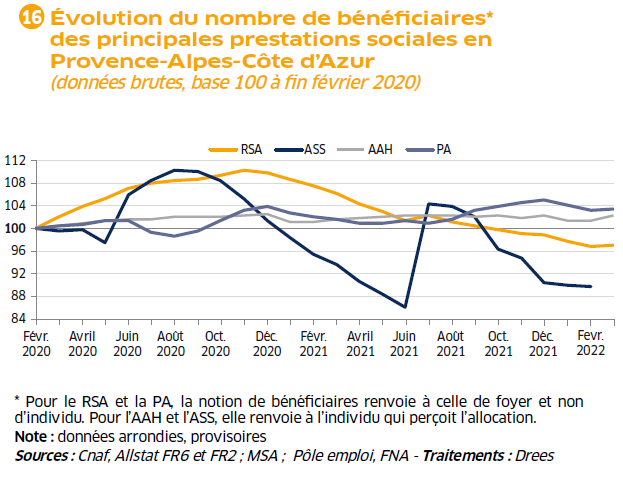 16 Évolution du nombre de bénéficiaires*
des principales prestations sociales en
Provence-Alpes-Côte d'Azur
(données brutes, base 100 à fin février 2020)
RSA ASS AAH PA
112
108
104
100
96
92
88
84
Févr. Avril Juin Août Oct. Déc. Févr. Avril Juin Août Oct. Déc. Fevr.
2020 2020 2020 2020 2020 2020 2021 2021 2021 2021 2021 2021 2022
* Pour le RSA et la PA, la notion de bénéficiaires renvoie à celle de foyer et non
d'individu. Pour l'AAH et l'ASS, elle renvoie à l'individu qui perçoit l'allocation.
Note : données arrondies, provisoires
Sources : Cnaf, Allstat FR6 et FR2 ; MSA ; Pôle emploi, FNA - Traitements : Drees